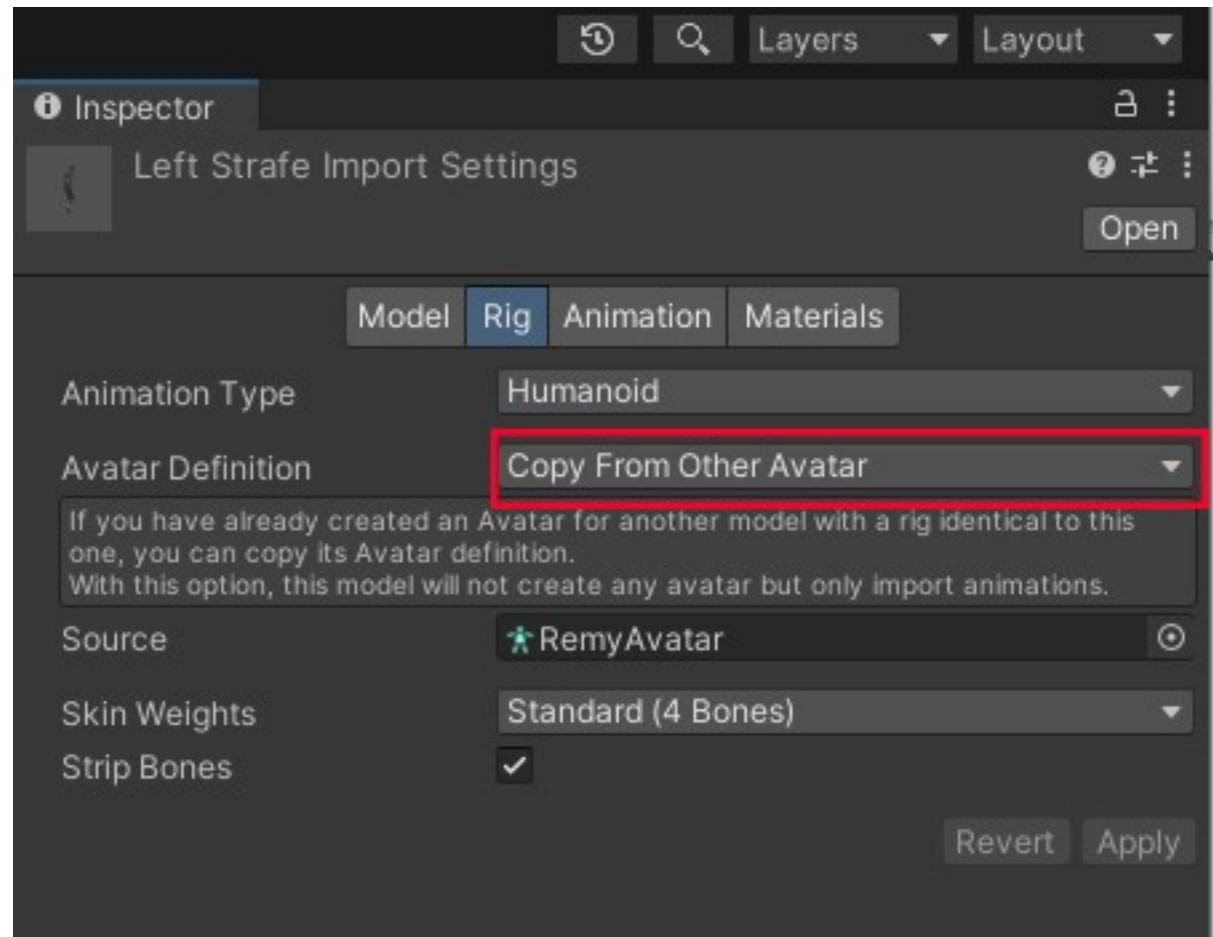 Layers Layout
Inspector
Left Strafe Import Settings
Open
Model Rig Animation Materials
Animation Type Humanoid
Avatar Definition Copy From Other Avatar
If you have already created an Avatar for another model with a rig identical to this
one, you can copy its Avatar definition.
With this option, this model will not create any avatar but only import animations.
Source RemyAvatar
Skin Weights Standard (4 Bones)
Strip Bones
Revert Apply